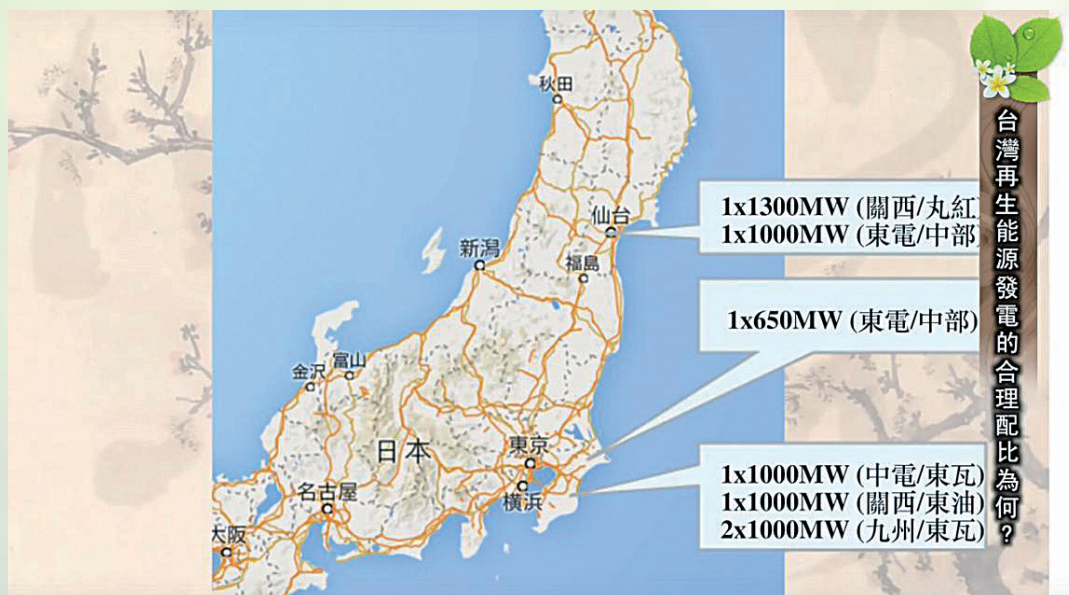 秋田
仙台
新潟
福島
富山
金沢
日本
東京
横浜
名古屋
大阪
1x1300MW (關西/丸紅)
1x1000MW (東電/中部)
1x650MW (東電/中部)
1x1000MW (中電/東瓦)
1x1000MW (關西/東油)
2x1000MW (九州/東瓦)
台灣再生能源發電的合理配比為何?